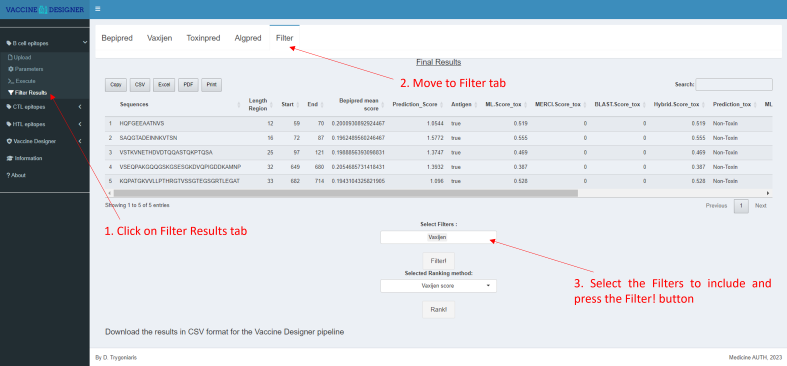 VACCINE DESIGNER
B cell epitopes
Upload
Parameters
Execute
Filter Results
CTL epitopes
HTL epitopes
Vaccine Designer
Information
About
Bepipred Vaxijen Toxinpred Algpred Filter
Final Results
2. Move to Filter tab
Copy CSV Excel PDF Print Search:
Sequences Length Region Start End Bepipred mean score Prediction_Score Antigen ML.Score_tox MERCI.Score_tox BLAST.Score_tox Hybrid.Score_tox Prediction_tox ML
1 HQFGEEAATNVS 12 59 70 0.2008930892924467 1.0544 true 0.519 0 0 0.519 Non-Toxin
2 SAQGTADEINNKVTSN 16 72 87 0.1962489560246467 1.5772 true 0.555 0 0 0.555 Non-Toxin
3 VSTKVNETHDVDTQQASTQKPTQSA 25 97 121 0.1988856393098831 1.3747 true 0.469 0 0 0.469 Non-Toxin
4 VSEQPAKGQQGSKGSESGKDVQPIGDDKAMNP 32 649 680 0.2054685731418431 1.3932 true 0.387 0 0 0.387 Non-Toxin
5 KQPATGKVVLLPTHRGTVSSGTEGSGRTLEGAT 33 682 714 0.1943104325821905 1.096 true 0.528 0 0 0.528 Non-Toxin
Showing 1 to 5 of 5 entries Previous 1 Next
1. Click on Filter Results tab
Select Filters :
Vaxijen
Filter!
3. Select the Filters to include and
press the Filter! button
Selected Ranking method:
Vaxijen score
Rank!
Download the results in CSV format for the Vaccine Designer pipeline
By D. Trygoniaris Medicine AUTH, 2023